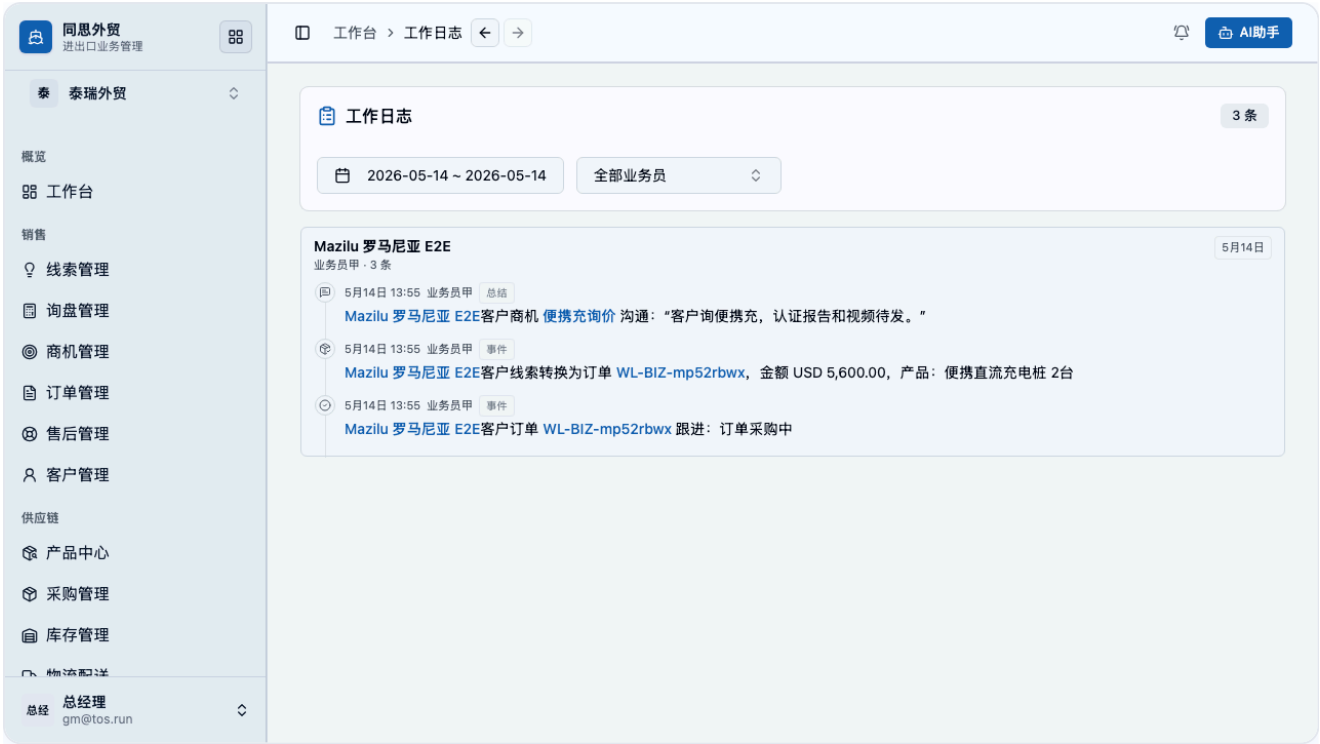 同思外贸
进出口业务管理
泰 泰瑞外贸
概览
工作台
销售
线索管理
询盘管理
商机管理
订单管理
售后管理
客户管理
供应链
产品中心
采购管理
库存管理
物流配送
总经 总经理
gm@tos.run
工作台 > 工作日志
AI助手
工作日志
3 条
2026-05-14 ~ 2026-05-14
全部业务员
Mazilu 罗马尼亚 E2E
5月14日
业务员甲 · 3 条
5月14日 13:55 业务员甲 总结
Mazilu 罗马尼亚 E2E客户商机 便携充询价 沟通：“客户询便携充，认证报告和视频待发。”
5月14日 13:55 业务员甲 事件
Mazilu 罗马尼亚 E2E客户线索转换为订单 WL-BIZ-mp52rbwx，金额 USD 5,600.00，产品：便携直流充电桩 2台
5月14日 13:55 业务员甲 事件
Mazilu 罗马尼亚 E2E客户订单 WL-BIZ-mp52rbwx 跟进：订单采购中